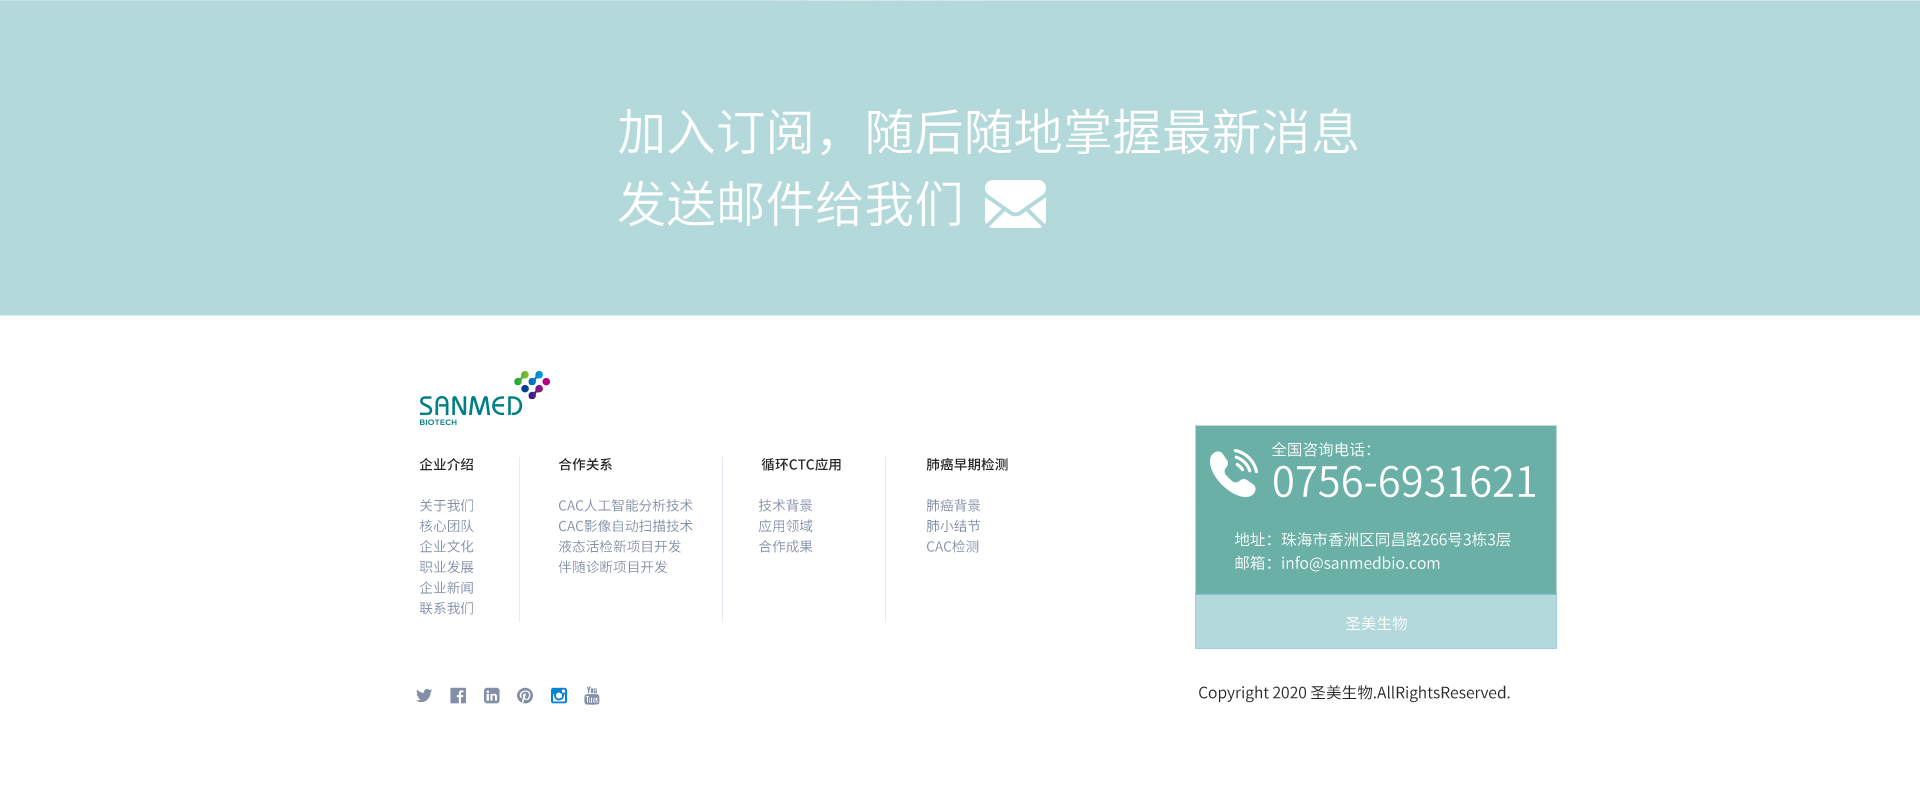 加入订阅，随后随地掌握最新消息
发送邮件给我们
SANMED
BIOTECH
企业介绍
关于我们
核心团队
企业文化
职业发展
企业新闻
联系我们
合作关系
CAC人工智能分析技术
CAC影像自动扫描技术
液态活检新项目开发
伴随诊断项目开发
循环CTC应用
技术背景
应用领域
合作成果
肺癌早期检测
肺癌背景
肺小结节
CAC检测
全国咨询电话：
0756-6931621
地址：珠海市香洲区同昌路266号3栋3层
邮箱：info@sanmedbio.com
圣美生物
You
Tube
Copyright 2020 圣美生物.AllRightsReserved.